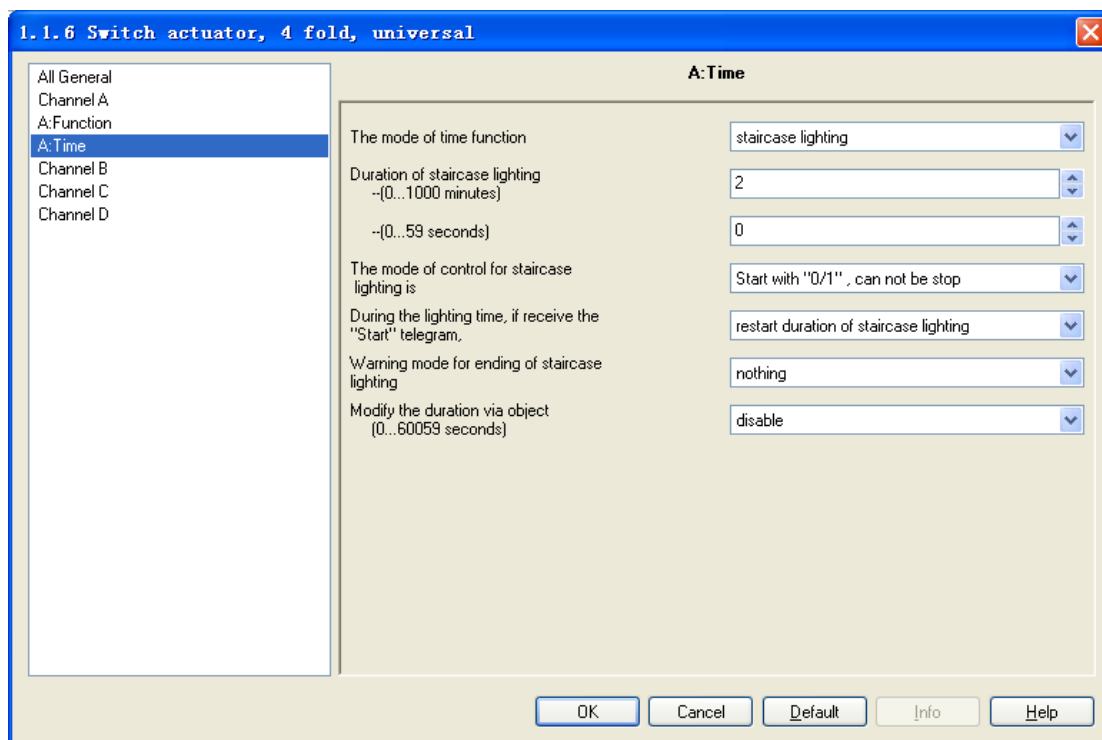 1.1.6 Switch actuator, 4 fold, universal
All General
Channel A
A:Function
A:Time
Channel B
Channel C
Channel D
A:Time
The mode of time function
staircase lighting
Duration of staircase lighting
--(0...1000 minutes)
2
--(0...59 seconds)
0
The mode of control for staircase
lighting is
Start with "0/1" , can not be stop
During the lighting time, if receive the
"Start" telegram,
restart duration of staircase lighting
Warning mode for ending of staircase
lighting
nothing
Modify the duration via object
(0...60059 seconds)
disable
OK
Cancel
Default
Info
Help